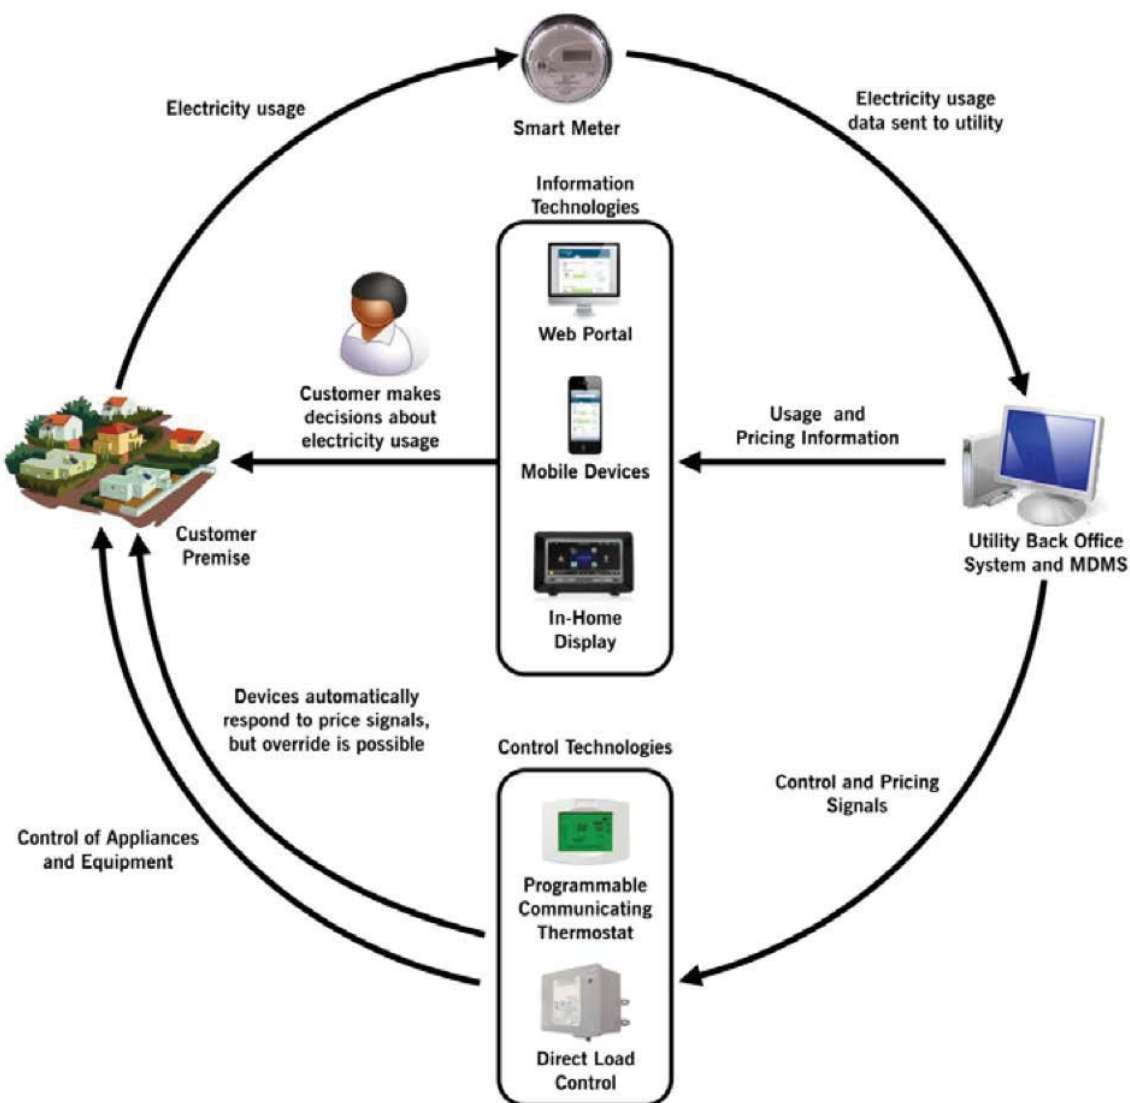 Electricity usage
Smart Meter
Electricity usage
data sent to utility
Information
Technologies
Web Portal
Customer makes
decisions about
electricity usage
Mobile Devices
Usage and
Pricing Information
In-Home
Display
Customer
Premise
Utility Back Office
System and MDMS
Devices automatically
respond to price signals,
but override is possible
Control Technologies
Control and Pricing
Signals
Control of Appliances
and Equipment
Programmable
Communicating
Thermostat
Direct Load
Control